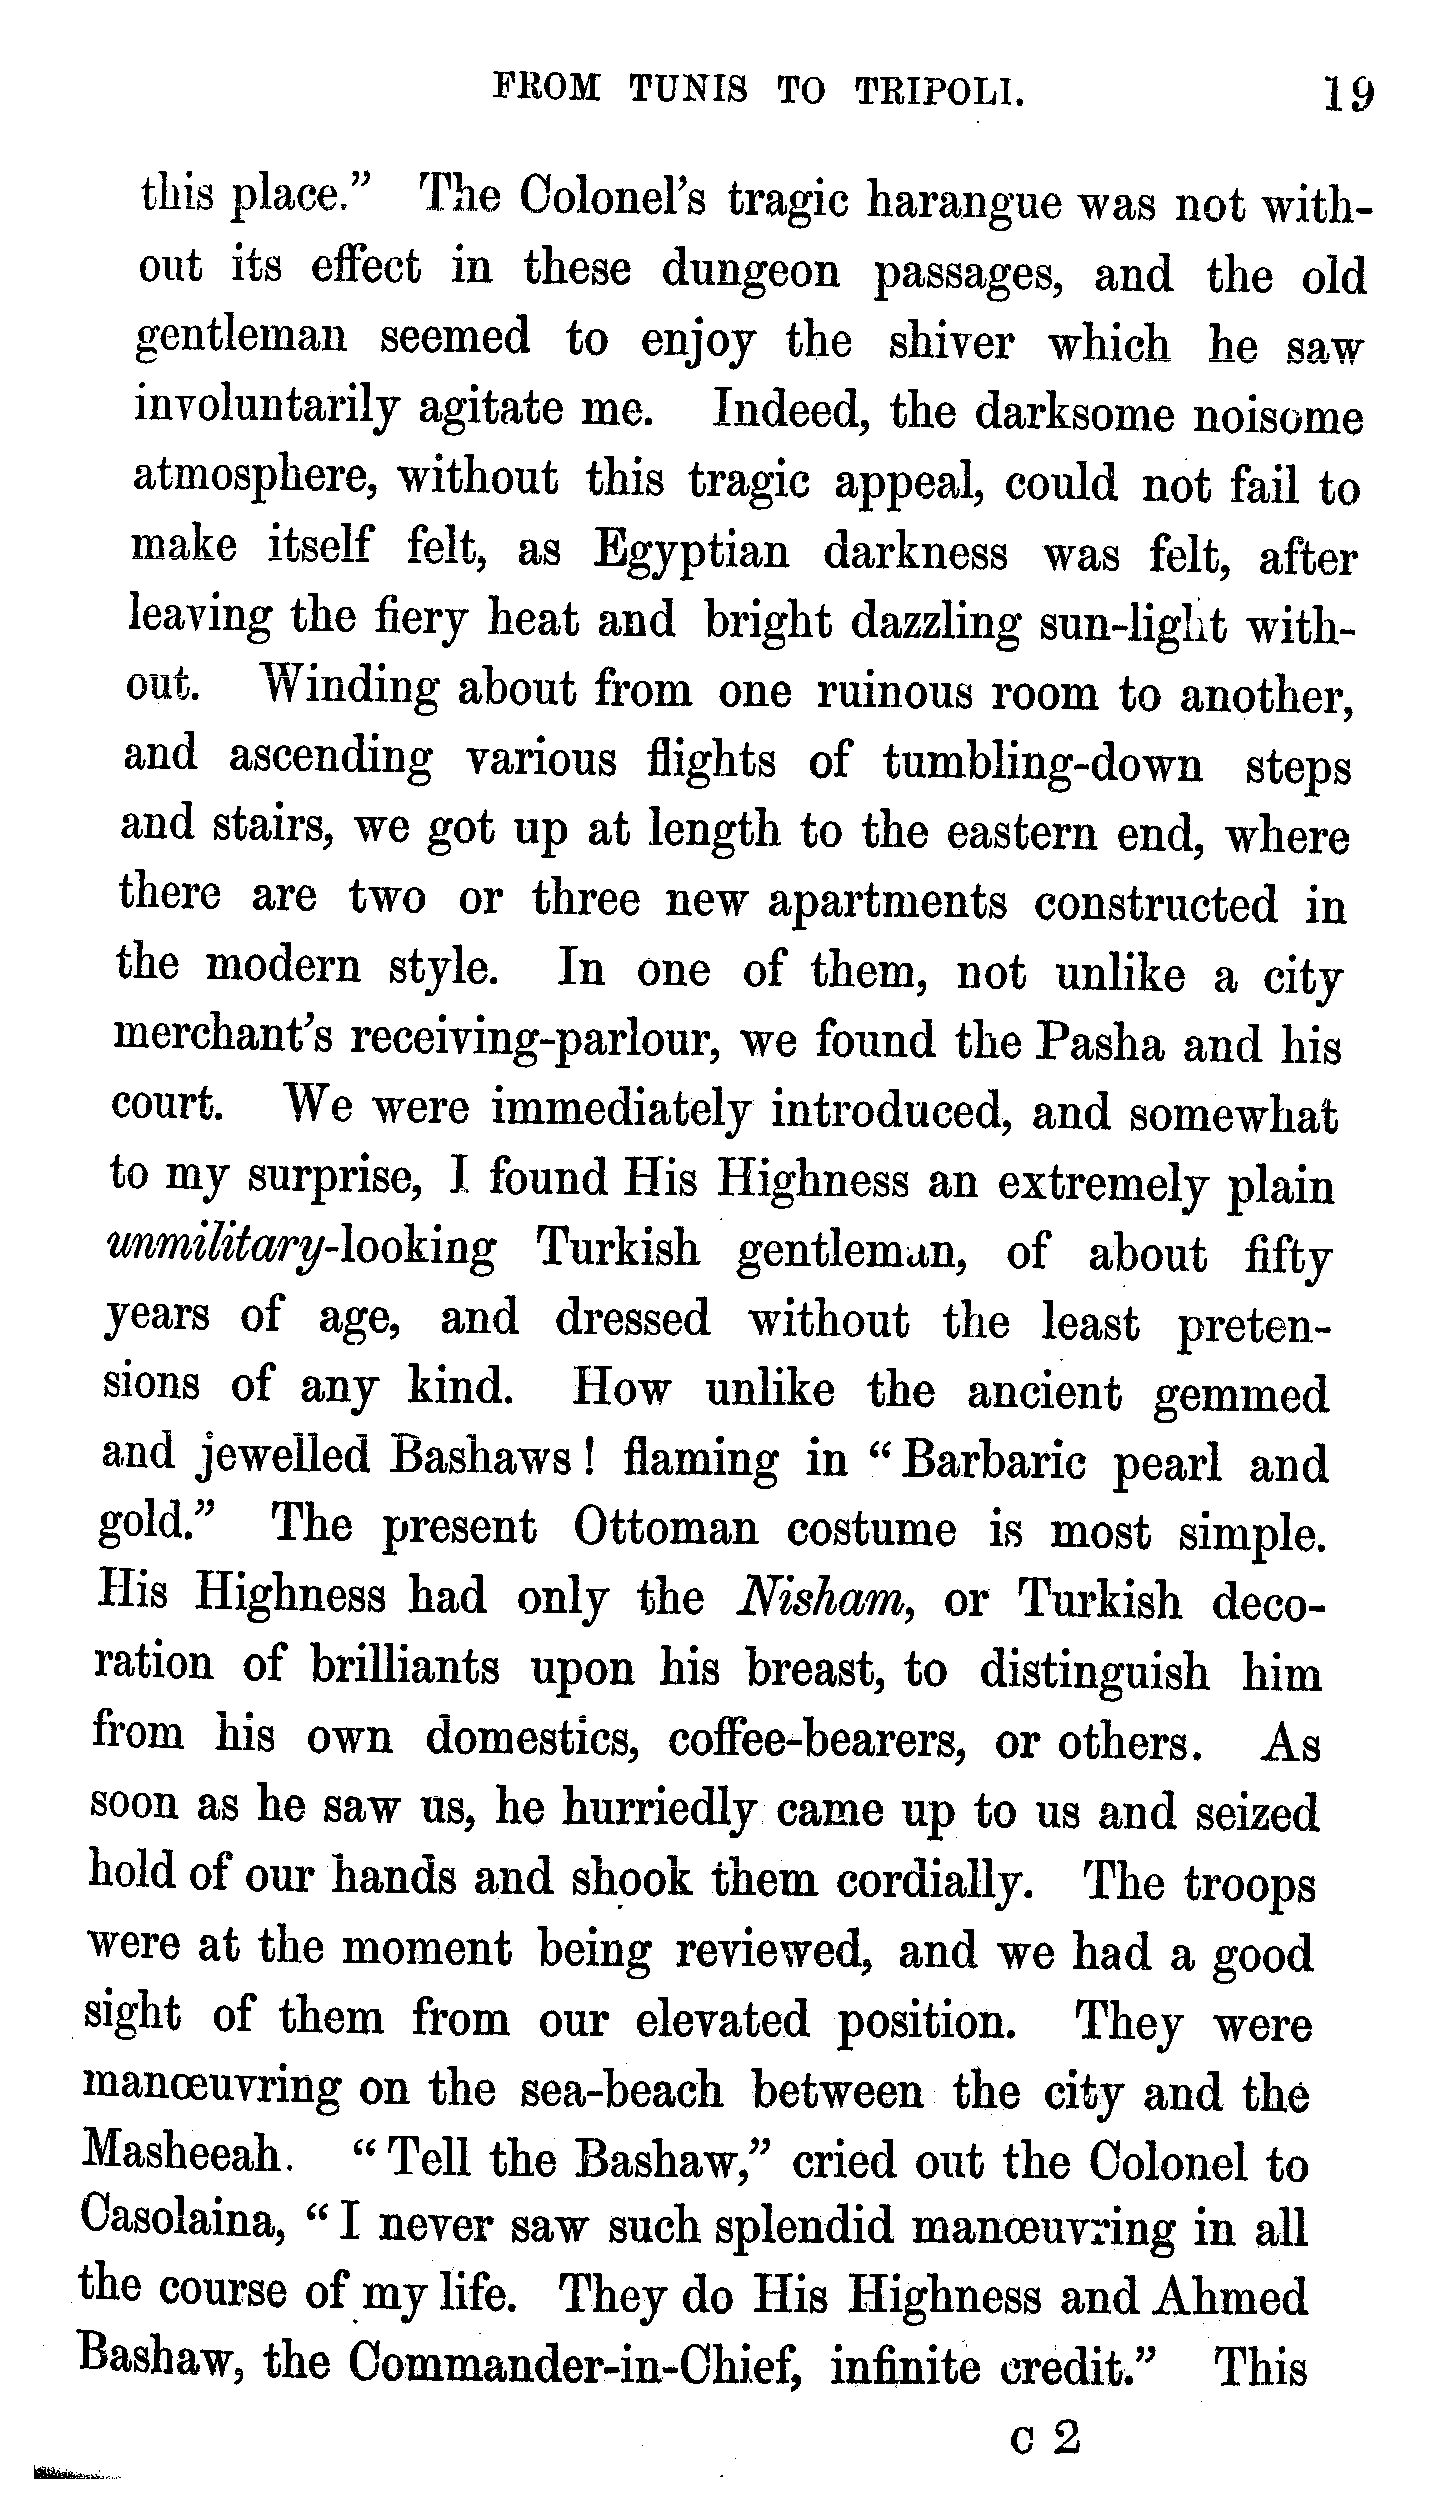 FROM TUNIS TO TRIPOLI. 19
this place.” The Colonel’s tragic harangue was not with-
out its effect in these dungeon passages, and the old
gentleman seemed to enjoy the shiver which he saw
involuntarily agitate me. Indeed, the darksome noisome
atmosphere, without this tragic appeal, could not fail to
make itself felt, as Egyptian darkness was felt, after
leaving the fiery heat and bright dazzling sun-light with-
out. Winding about from one ruinous room to another,
and ascending various flights of tumbling-down steps
and stairs, we got up at length to the eastern end, where
there are two or three new apartments constructed in
the modern style. In one of them, not unlike a city
merchant’s receiving-parlour, we found the Pasha and his
court. We were immediately introduced, and somewhat
to my surprise, I found His Highness an extremely plain
unmilitary-looking Turkish gentleman, of about fifty
years of age, and dressed without the least preten-
sions of any kind. How unlike the ancient gemmed
and jewelled Bashaws! flaming in “Barbaric pearl and
gold.” The present Ottoman costume is most simple.
His Highness had only the Nisham, or Turkish deco-
ration of brilliants upon his breast, to distinguish him
from his own domestics, coffee-bearers, or others. As
soon as he saw us, he hurriedly came up to us and seized
hold of our hands and shook them cordially. The troops
were at the moment being reviewed, and we had a good
sight of them from our elevated position. They were
manœuvring on the sea-beach between the city and the
Masheeah. “Tell the Bashaw,” cried out the Colonel to
Casolaina, “I never saw such splendid manœuvring in all
the course of my life. They do His Highness and Ahmed
Bashaw, the Commander-in-Chief, infinite credit.” This
C 2